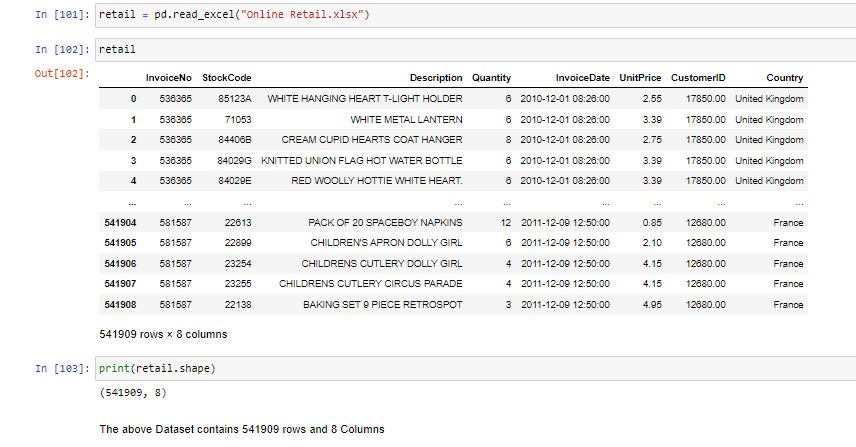 In [101]: retail = pd.read_excel("Online Retail.xlsx")
In [102]: retail
Out[102]:
InvoiceNo StockCode Description Quantity InvoiceDate UnitPrice CustomerID Country
0 536365 85123A WHITE HANGING HEART T-LIGHT HOLDER 6 2010-12-01 08:26:00 2.55 17850.00 United Kingdom
1 536365 71053 WHITE METAL LANTERN 6 2010-12-01 08:26:00 3.39 17850.00 United Kingdom
2 536365 84406B CREAM CUPID HEARTS COAT HANGER 8 2010-12-01 08:26:00 2.75 17850.00 United Kingdom
3 536365 84029G KNITTED UNION FLAG HOT WATER BOTTLE 6 2010-12-01 08:26:00 3.39 17850.00 United Kingdom
4 536365 84029E RED WOOLLY HOTTIE WHITE HEART. 6 2010-12-01 08:26:00 3.39 17850.00 United Kingdom
... ... ... ... ... ... ... ... ...
541904 581587 22613 PACK OF 20 SPACEBOY NAPKINS 12 2011-12-09 12:50:00 0.85 12680.00 France
541905 581587 22899 CHILDREN'S APRON DOLLY GIRL 6 2011-12-09 12:50:00 2.10 12680.00 France
541906 581587 23254 CHILDRENS CUTLERY DOLLY GIRL 4 2011-12-09 12:50:00 4.15 12680.00 France
541907 581587 23255 CHILDRENS CUTLERY CIRCUS PARADE 4 2011-12-09 12:50:00 4.15 12680.00 France
541908 581587 22138 BAKING SET 9 PIECE RETROSPOT 3 2011-12-09 12:50:00 4.95 12680.00 France
541909 rows × 8 columns
In [103]: print(retail.shape)
(541909, 8)
The above Dataset contains 541909 rows and 8 Columns